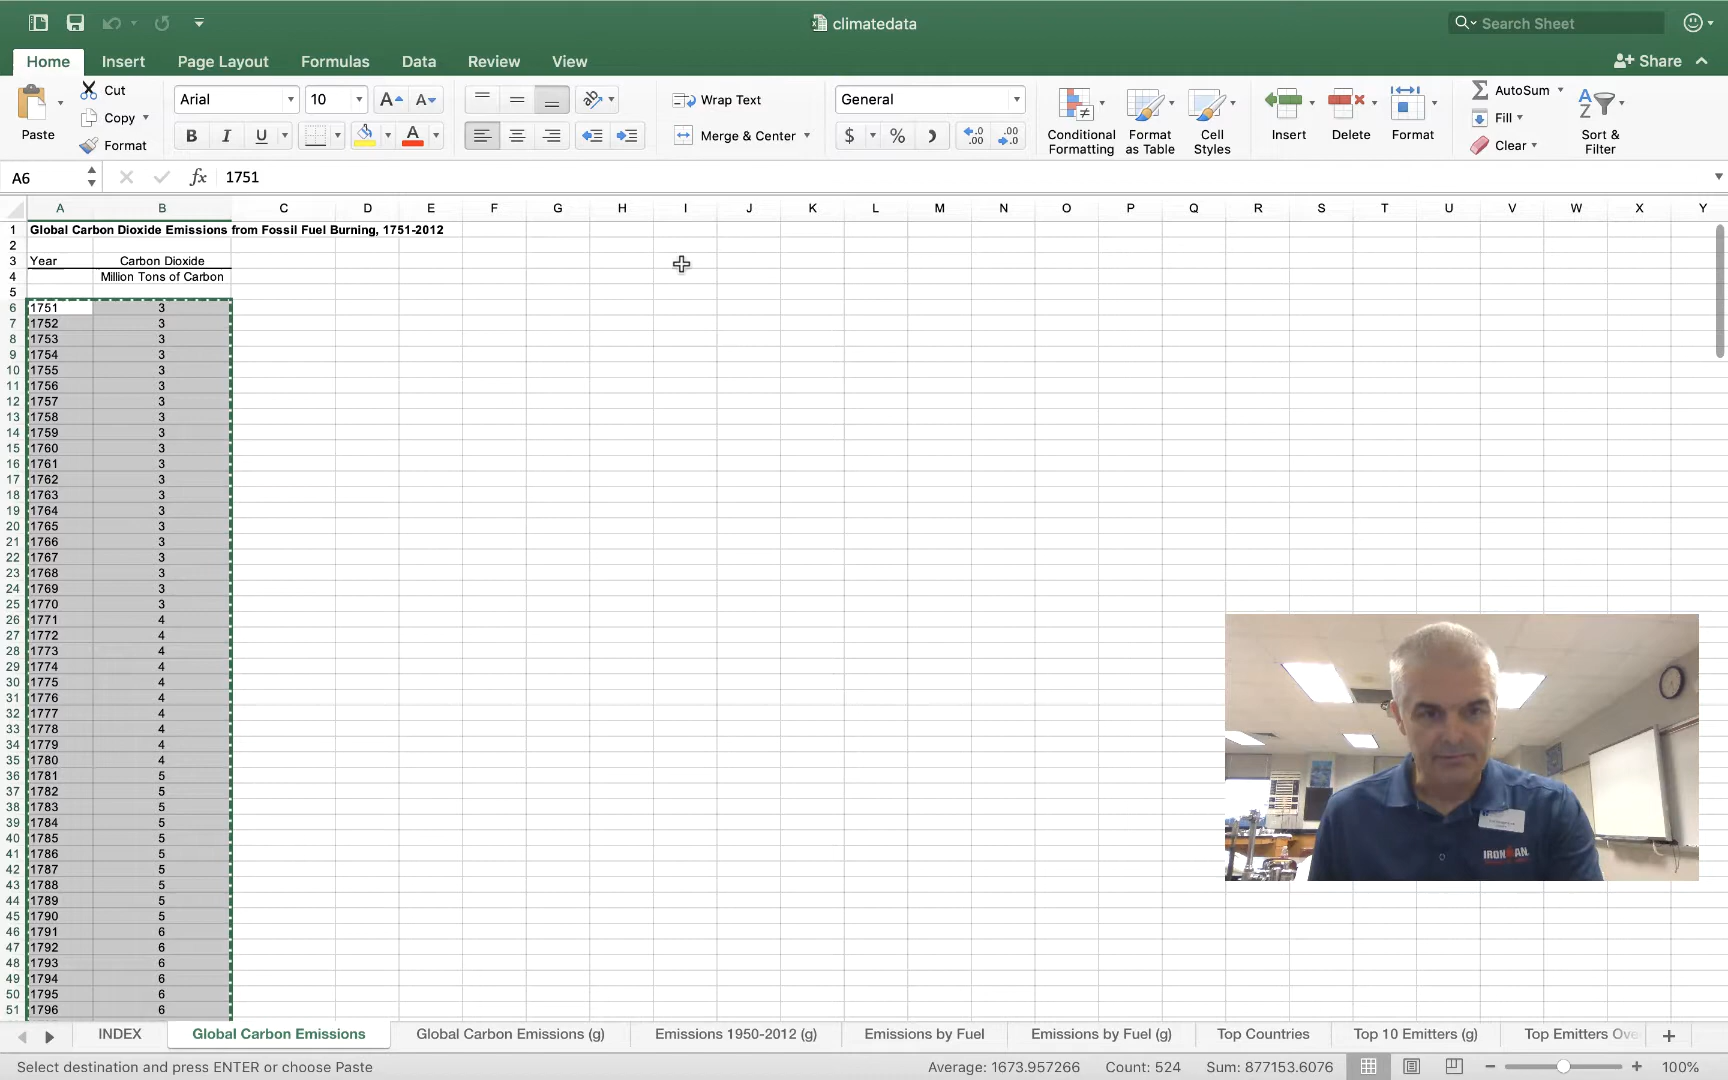 climatedata
Search Sheet
Home Insert Page Layout Formulas Data Review View Share
Paste Cut Copy Format
Arial 10 A A
B I U A
Wrap Text
Merge & Center
General
$ %
Conditional Formatting
Format as Table
Cell Styles
Insert Delete Format
AutoSum
Fill
Clear
Sort & Filter
A6 fx 1751
A B C D E F G H I J K L M N O P Q R S T U V W X Y
1 Global Carbon Dioxide Emissions from Fossil Fuel Burning, 1751-2012
2
3 Year Carbon Dioxide
4 Million Tons of Carbon
5
6 1751 3
7 1752 3
8 1753 3
9 1754 3
10 1755 3
11 1756 3
12 1757 3
13 1758 3
14 1759 3
15 1760 3
16 1761 3
17 1762 3
18 1763 3
19 1764 3
20 1765 3
21 1766 3
22 1767 3
23 1768 3
24 1769 3
25 1770 3
26 1771 4
27 1772 4
28 1773 4
29 1774 4
30 1775 4
31 1776 4
32 1777 4
33 1778 4
34 1779 4
35 1780 4
36 1781 5
37 1782 5
38 1783 5
39 1784 5
40 1785 5
41 1786 5
42 1787 5
43 1788 5
44 1789 5
45 1790 5
46 1791 6
47 1792 6
48 1793 6
49 1794 6
50 1795 6
51 1796 6
IRONMAN
INDEX Global Carbon Emissions Global Carbon Emissions (g) Emissions 1950-2012 (g) Emissions by Fuel Emissions by Fuel (g) Top Countries Top 10 Emitters (g) Top Emitters Ove
Select destination and press ENTER or choose Paste Average: 1673.957266 Count: 524 Sum: 877153.6076 100%